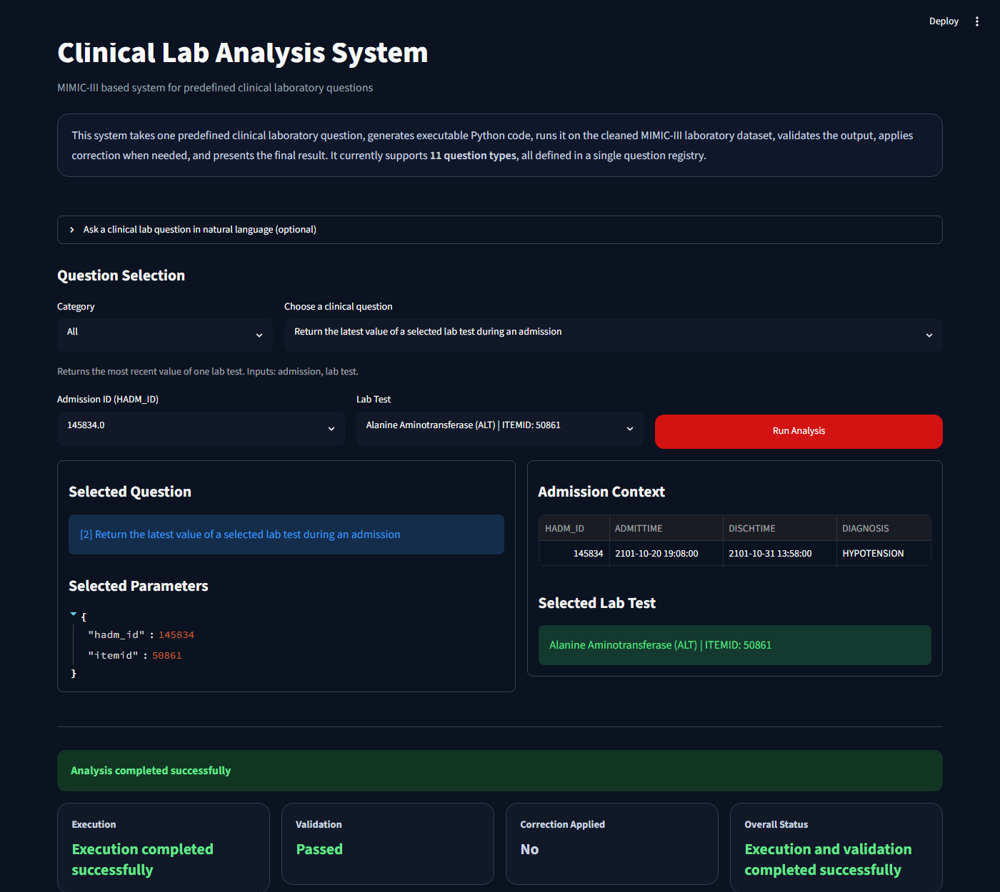 Deploy
Clinical Lab Analysis System
MIMIC-III based system for predefined clinical laboratory questions
This system takes one predefined clinical laboratory question, generates executable Python code, runs it on the cleaned MIMIC-III laboratory dataset, validates the output, applies
correction when needed, and presents the final result. It currently supports 11 question types, all defined in a single question registry.
Ask a clinical lab question in natural language (optional)
Question Selection
Category
Choose a clinical question
All
Return the latest value of a selected lab test during an admission
Returns the most recent value of one lab test. Inputs: admission, lab test.
Admission ID (HADM_ID)
Lab Test
145834.0
Alanine Aminotransferase (ALT) | ITEMID: 50861
Run Analysis
Selected Question
[2] Return the latest value of a selected lab test during an admission
Selected Parameters
{
"hadm_id" : 145834
"itemid" : 50861
}
Admission Context
HADM_ID ADMITTIME DISCHTIME DIAGNOSIS
145834 2101-10-20 19:08:00 2101-10-31 13:58:00 HYPOTENSION
Selected Lab Test
Alanine Aminotransferase (ALT) | ITEMID: 50861
Analysis completed successfully
Execution
Execution completed
successfully
Validation
Passed
Correction Applied
No
Overall Status
Execution and validation
completed successfully